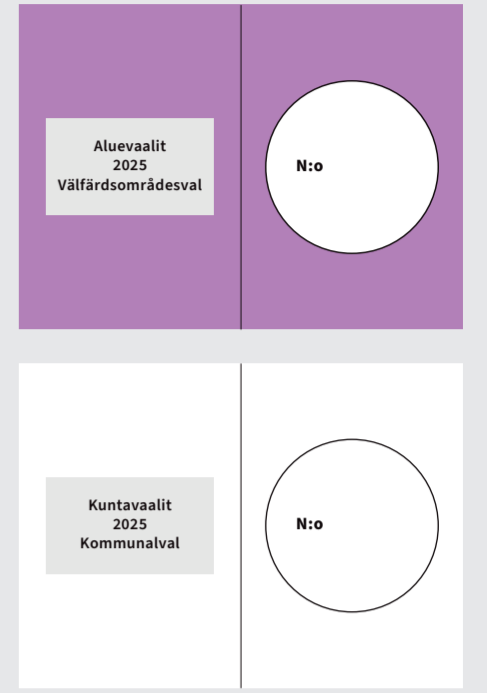 Aluevaalit
2025
Välfärdsområdesval
N:o
Kuntavaalit
2025
Kommunalval
N:o